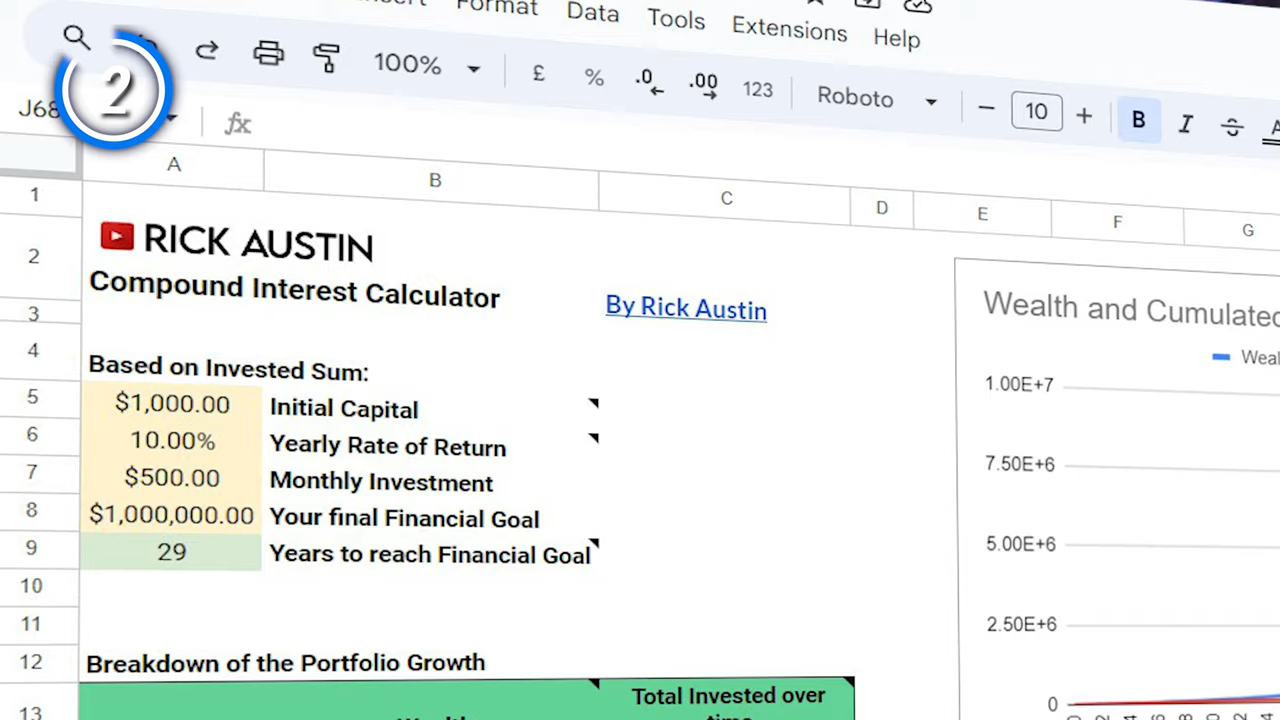 Format Data Tools Extensions Help
2
100% £ % .0 .00 123 Roboto − 10 + B I
fx
A B C D E F G
1
2 RICK AUSTIN
Compound Interest Calculator By Rick Austin
3
4 Based on Invested Sum:
5 $1,000.00 Initial Capital
6 10.00% Yearly Rate of Return
7 $500.00 Monthly Investment
8 $1,000,000.00 Your final Financial Goal
9 29 Years to reach Financial Goal
10
11
12 Breakdown of the Portfolio Growth
13 Total Invested over
Wealth and Cumulated
1.00E+7
7.50E+6
5.00E+6
2.50E+6
0